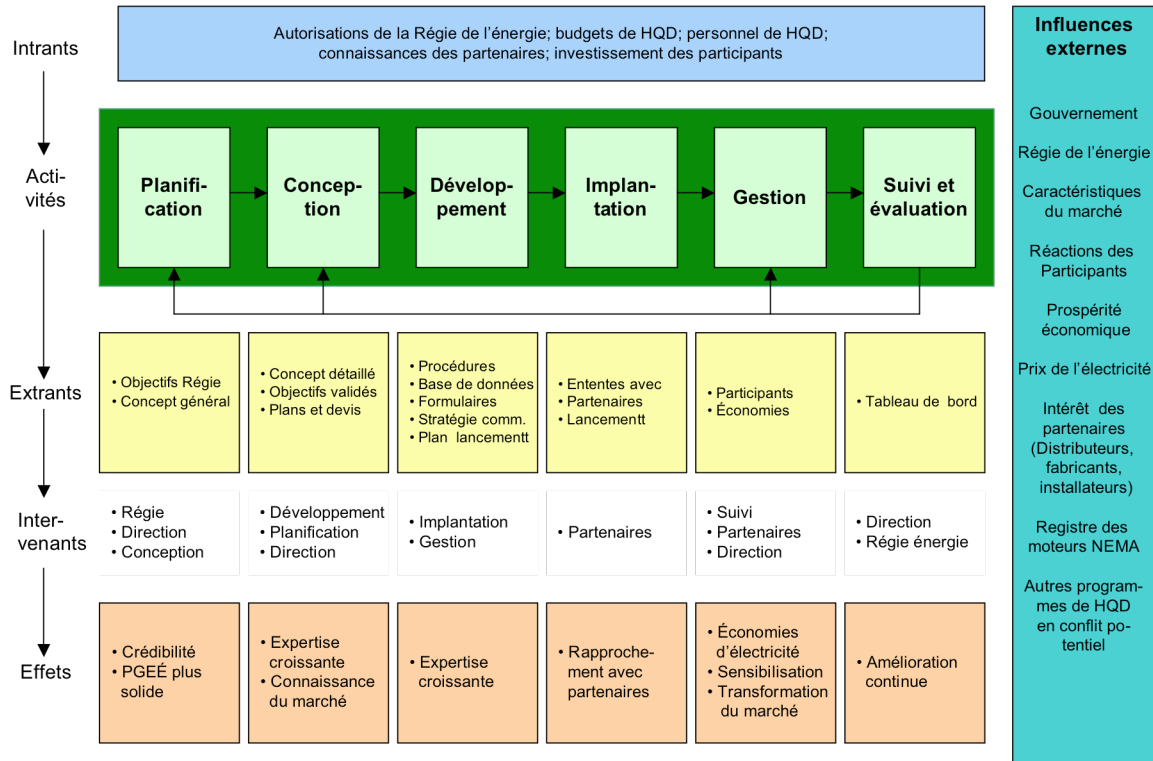 Intrants
Autorisations de la Régie de l’énergie; budgets de HQD; personnel de HQD;
connaissances des partenaires; investissement des participants
Acti-
vités
Planifi-
cation
Concep-
tion
Dévelop-
pement
Implan-
tation
Gestion
Suivi et
évaluation
Extrants
• Objectifs Régie
• Concept général
• Concept détaillé
• Objectifs validés
• Plans et devis
• Procédures
• Base de données
• Formulaires
• Stratégie comm.
• Plan lancementt
• Ententes avec
• Partenaires
• Lancementt
• Participants
• Économies
• Tableau de bord
Inter-
venants
• Régie
• Direction
• Conception
• Développement
• Planification
• Direction
• Implantation
• Gestion
• Partenaires
• Suivi
• Partenaires
• Direction
• Direction
• Régie énergie
Effets
• Crédibilité
• PGEÉ plus
solide
• Expertise
croissante
• Connaissance
du marché
• Expertise
croissante
• Rapproche-
ment avec
partenaires
• Économies
d’électricité
• Sensibilisation
• Transformation
du marché
• Amélioration
continue
Influences
externes
Gouvernement
Régie de l’énergie
Caractéristiques
du marché
Réactions des
Participants
Prospérité
économique
Prix de l’électricité
Intérêt des
partenaires
(Distributeurs,
fabricants,
installateurs)
Registre des
moteurs NEMA
Autres program-
mes de HQD
en conflit po-
tentiel